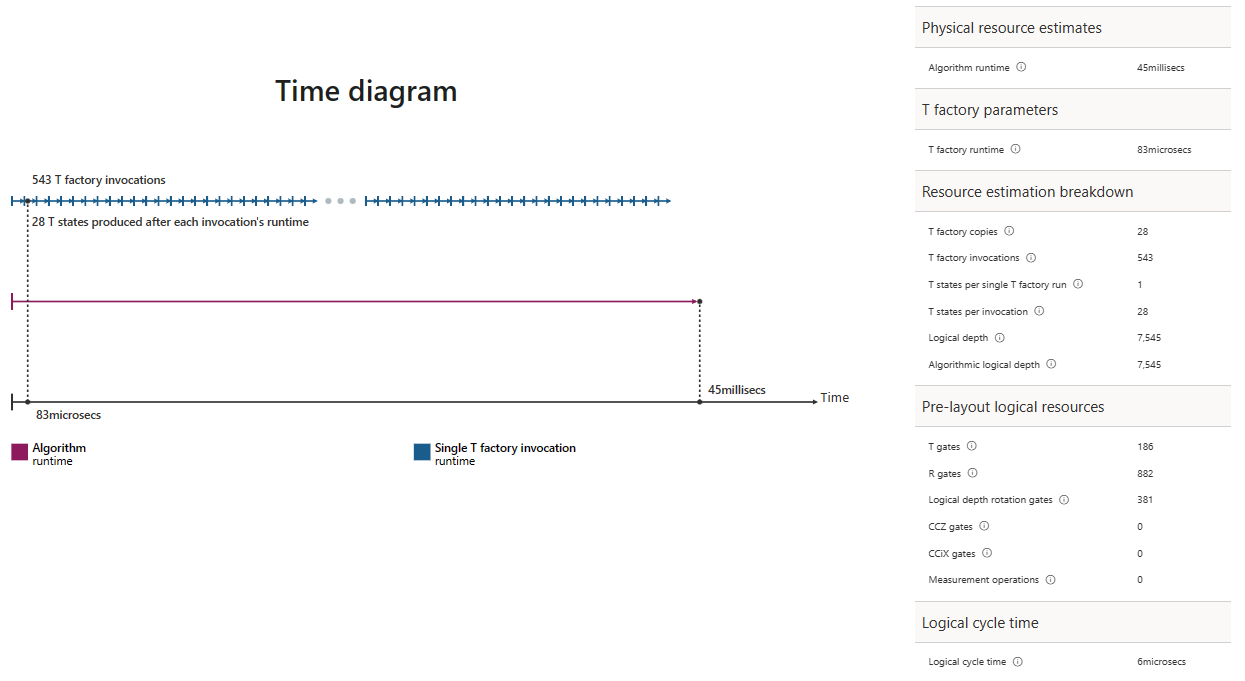 Time diagram
543 T factory invocations
28 T states produced after each invocation's runtime
45millisecs
Time
83microsecs
Algorithm
runtime
Single T factory invocation
runtime
Physical resource estimates
Algorithm runtime 45millisecs
T factory parameters
T factory runtime 83microsecs
Resource estimation breakdown
T factory copies 28
T factory invocations 543
T states per single T factory run 1
T states per invocation 28
Logical depth 7,545
Algorithmic logical depth 7,545
Pre-layout logical resources
T gates 186
R gates 882
Logical depth rotation gates 381
CCZ gates 0
CCiX gates 0
Measurement operations 0
Logical cycle time
Logical cycle time 6microsecs